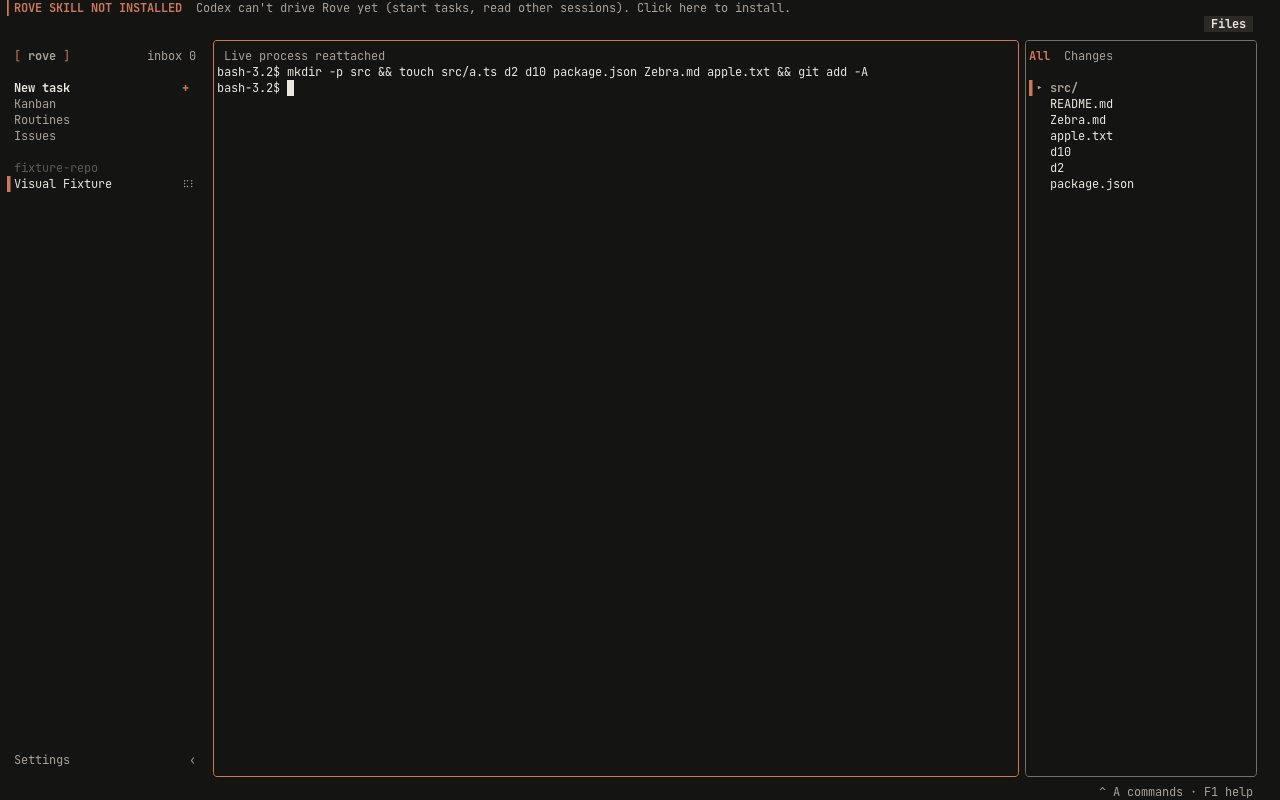 ROVE SKILL NOT INSTALLED  Codex can't drive Rove yet (start tasks, read other sessions). Click here to install.
Files
[ rove ]  inbox 0
New task +
Kanban
Routines
Issues
fixture-repo
Visual Fixture
Settings ‹
Live process reattached
bash-3.2$ mkdir -p src && touch src/a.ts d2 d10 package.json Zebra.md apple.txt && git add -A
bash-3.2$
All  Changes
▸ src/
README.md
Zebra.md
apple.txt
d10
d2
package.json
^ A commands · F1 help